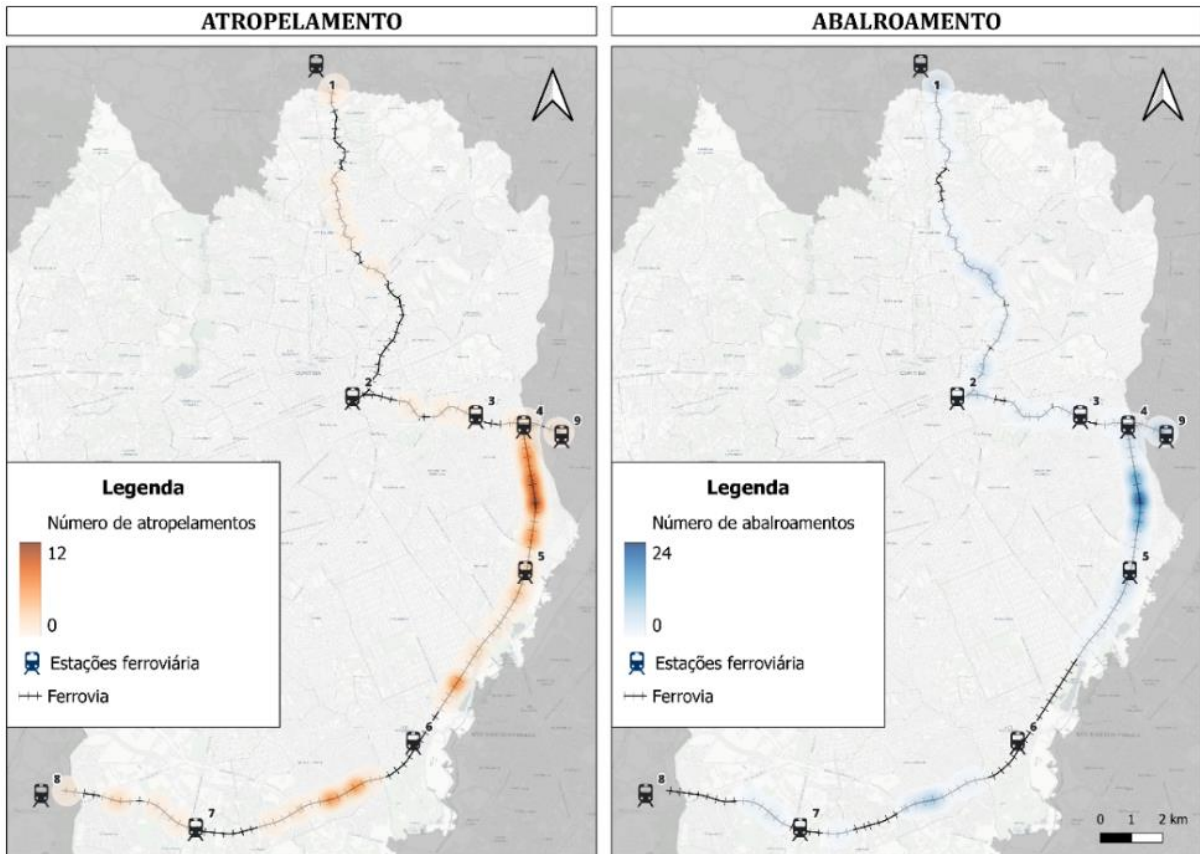 ATROPELAMENTO
1
2
3
4
9
5
6
7
8
Legenda
Número de atropelamentos
12
0
Estações ferroviária
Ferrovia
ABALROAMENTO
1
2
3
4
9
5
6
7
8
Legenda
Número de abalroamentos
24
0
Estações ferroviária
Ferrovia
0 1 2 km